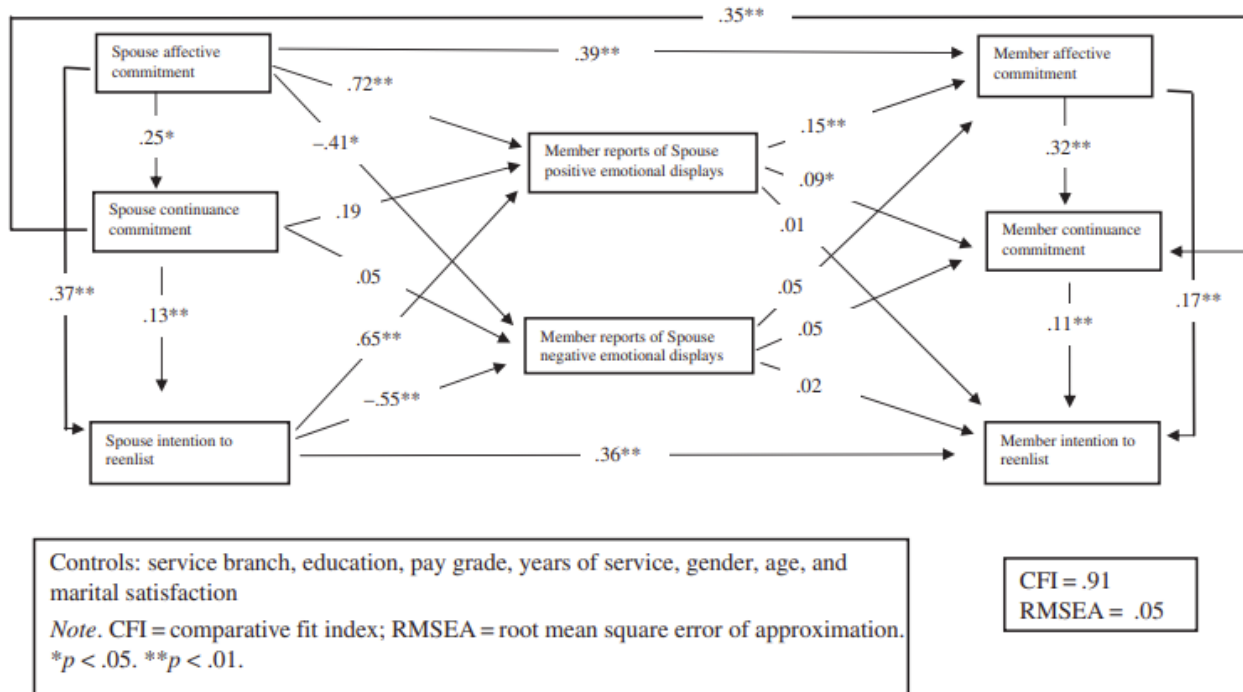 .35**
Spouse affective
commitment
.39**
Member affective
commitment
.72**
.25*
–.41*
.15**
.32**
Member reports of Spouse
positive emotional displays
.09*
Spouse continuance
commitment
.19
.01
Member continuance
commitment
.05
.37**
.13**
.05
.17**
.65**
Member reports of Spouse
negative emotional displays
.05
.11**
–.55**
.02
Spouse intention to
reenlist
.36**
Member intention to
reenlist
Controls: service branch, education, pay grade, years of service, gender, age, and
marital satisfaction
Note. CFI = comparative fit index; RMSEA = root mean square error of approximation.
*p < .05. **p < .01.
CFI = .91
RMSEA = .05